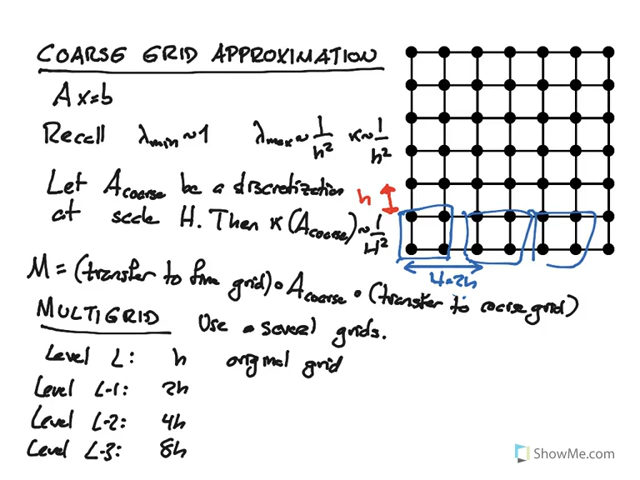 COARSE GRID APPROXIMATION
Ax=b
Recall λmin~1 λmax~1/h² κ~1/h²
Let Acoarse be a discretization
at scale H. Then κ(Acoarse)~1/H²
h
H=2h
M = (transfer to fine grid)∘Acoarse∘(transfer to coarse grid)
MULTIGRID Use several grids.
Level L: h original grid
Level L-1: 2h
Level L-2: 4h
Level L-3: 8h
ShowMe.com